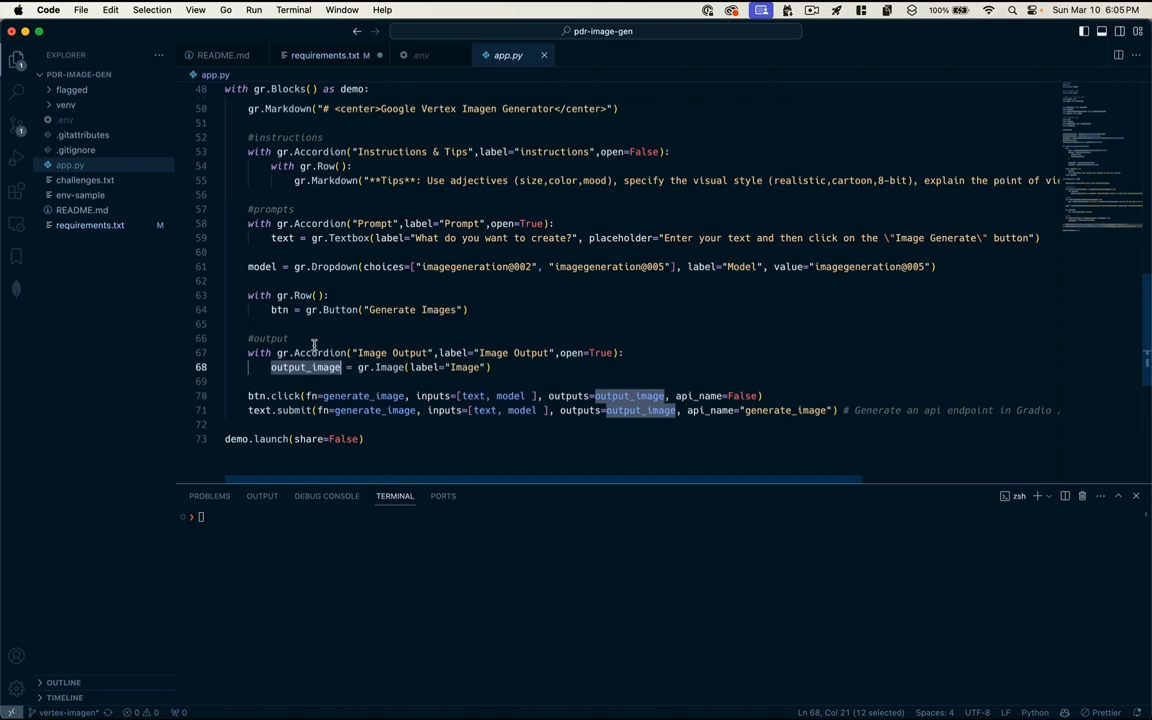 Code File Edit Selection View Go Run Terminal Window Help 100% Sun Mar 10 6:05PM
pdr-image-gen
EXPLORER
README.md requirements.txt M .env app.py
PDR-IMAGE-GEN
flagged
venv
.env
.gitattributes
.gitignore
app.py
challenges.txt
env-sample
README.md
requirements.txt M
OUTLINE
TIMELINE
app.py
48 with gr.Blocks() as demo:
50 gr.Markdown("# <center>Google Vertex Imagen Generator</center>")
51
52 #instructions
53 with gr.Accordion("Instructions & Tips",label="instructions",open=False):
54 with gr.Row():
55 gr.Markdown("**Tips**: Use adjectives (size,color,mood), specify the visual style (realistic,cartoon,8-bit), explain the point of vi
56
57 #prompts
58 with gr.Accordion("Prompt",label="Prompt",open=True):
59 text = gr.Textbox(label="What do you want to create?", placeholder="Enter your text and then click on the \"Image Generate\" button")
60
61 model = gr.Dropdown(choices=["imagegeneration@002", "imagegeneration@005"], label="Model", value="imagegeneration@005")
62
63 with gr.Row():
64 btn = gr.Button("Generate Images")
65
66 #output
67 with gr.Accordion("Image Output",label="Image Output",open=True):
68 output_image = gr.Image(label="Image")
69
70 btn.click(fn=generate_image, inputs=[text, model ], outputs=output_image, api_name=False)
71 text.submit(fn=generate_image, inputs=[text, model ], outputs=output_image, api_name="generate_image") # Generate an api endpoint in Gradio /
72
73 demo.launch(share=False)
PROBLEMS OUTPUT DEBUG CONSOLE TERMINAL PORTS zsh
vertex-imagen* 0 0 0 Ln 68, Col 21 (12 selected) Spaces: 4 UTF-8 LF Python Prettier